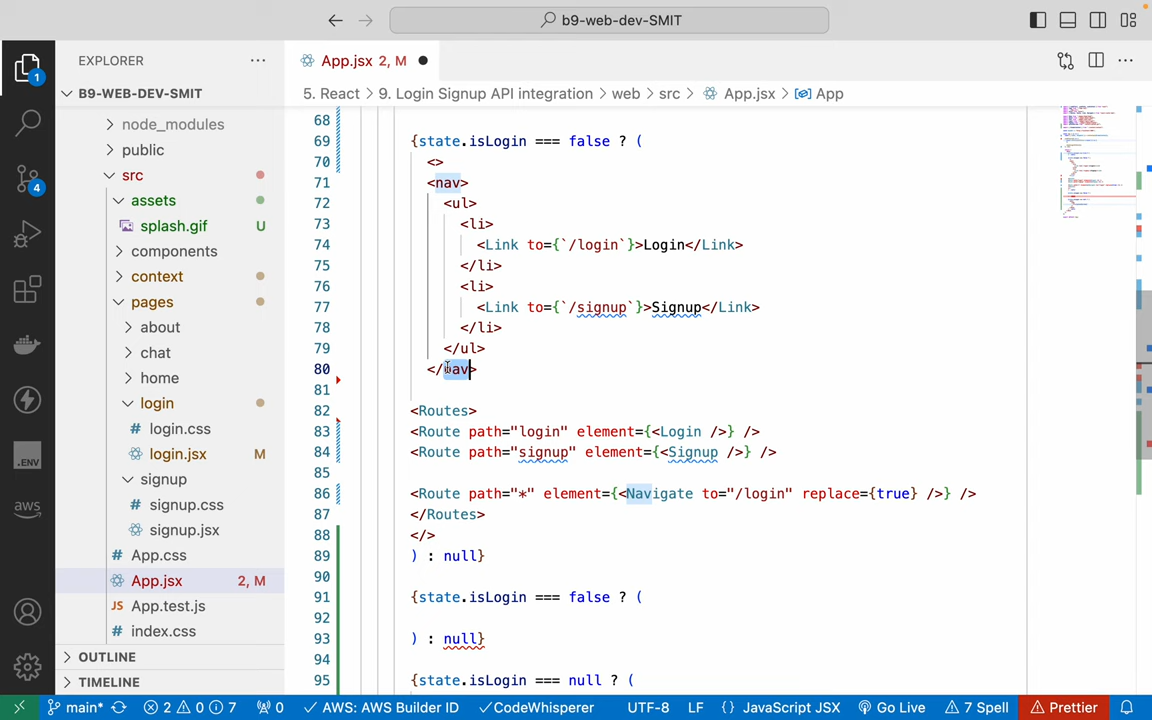 b9-web-dev-SMIT
EXPLORER
App.jsx 2, M
B9-WEB-DEV-SMIT
5. React > 9. Login Signup API integration > web > src > App.jsx > App
node_modules
public
src
assets
splash.gif U
components
context
pages
about
chat
home
login
login.css
login.jsx M
signup
signup.css
signup.jsx
App.css
App.jsx 2, M
App.test.js
index.css
OUTLINE
TIMELINE
1
4
.ENV
aws
68
69 {state.isLogin === false ? (
70 <>
71 <nav>
72 <ul>
73 <li>
74 <Link to={`/login`}>Login</Link>
75 </li>
76 <li>
77 <Link to={`/signup`}>Signup</Link>
78 </li>
79 </ul>
80 </nav>
81
82 <Routes>
83 <Route path="login" element={<Login />} />
84 <Route path="signup" element={<Signup />} />
85
86 <Route path="*" element={<Navigate to="/login" replace={true} />} />
87 </Routes>
88 </>
89 ) : null}
90
91 {state.isLogin === false ? (
92
93 ) : null}
94
95 {state.isLogin === null ? (
main* 2 0 7 0 AWS: AWS Builder ID CodeWhisperer UTF-8 LF {} JavaScript JSX Go Live 7 Spell Prettier